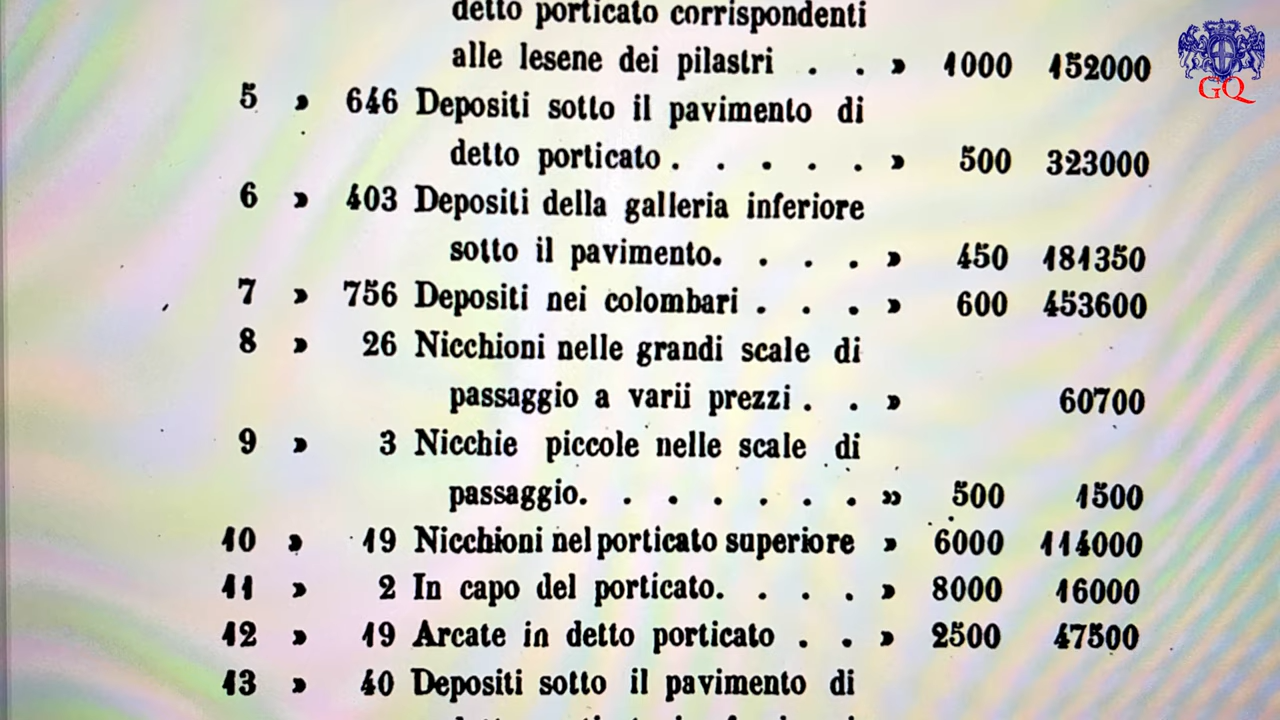 detto porticato corrispondenti
alle lesene dei pilastri . . » 1000 152000
5 » 646 Depositi sotto il pavimento di
detto porticato . . . . . » 500 323000
6 » 403 Depositi della galleria inferiore
sotto il pavimento. . . . » 450 181350
7 » 756 Depositi nei colombari . . . » 600 453600
8 » 26 Nicchioni nelle grandi scale di
passaggio a varii prezzi . . » 60700
9 » 3 Nicchie piccole nelle scale di
passaggio. . . . . . . » 500 1500
10 » 19 Nicchioni nel porticato superiore » 6000 114000
11 » 2 In capo del porticato. . . . » 8000 16000
12 » 19 Arcate in detto porticato . . » 2500 47500
13 » 40 Depositi sotto il pavimento di
GQ